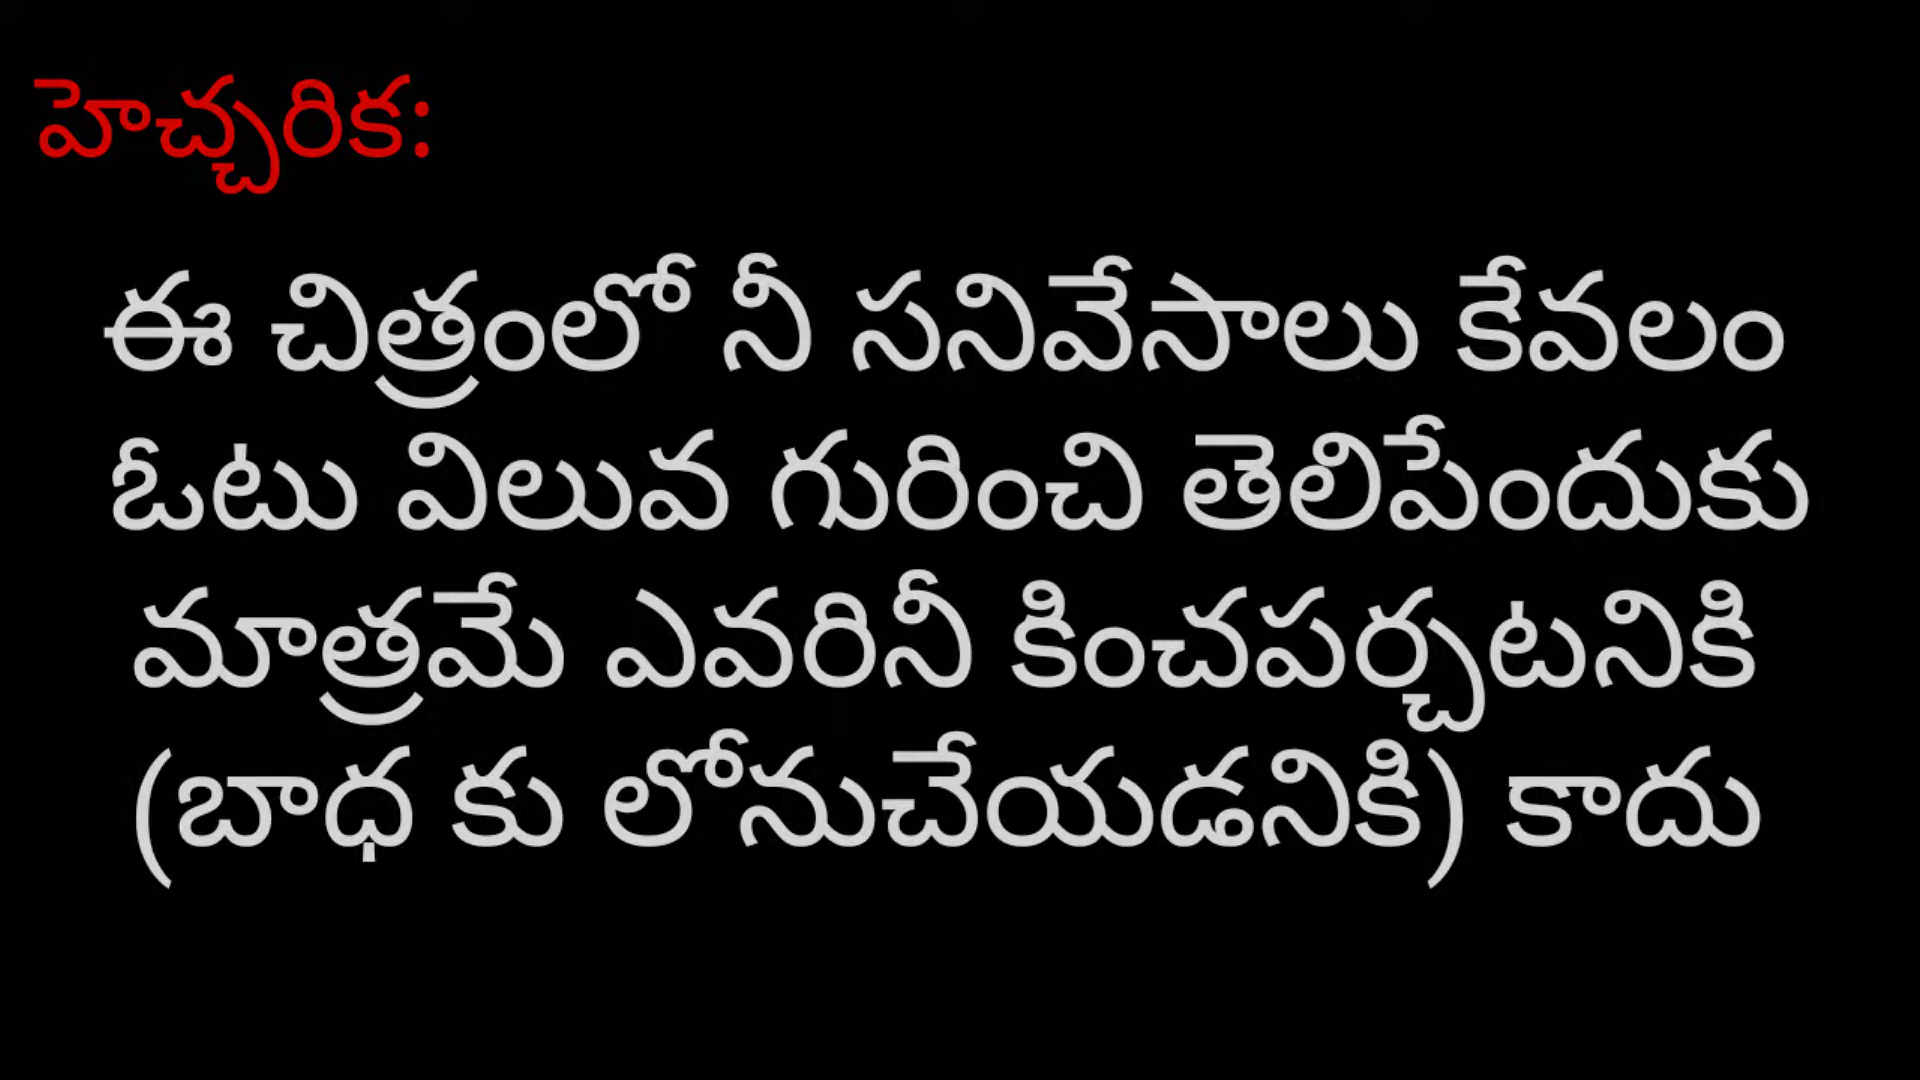 హెచ్చరిక:
ఈ చిత్రంలో నీ సనివేసాలు కేవలం
ఓటు విలువ గురించి తెలిపేందుకు
మాత్రమే ఎవరినీ కించపర్చటనికి
(బాధ కు లోనుచేయడనికి) కాదు